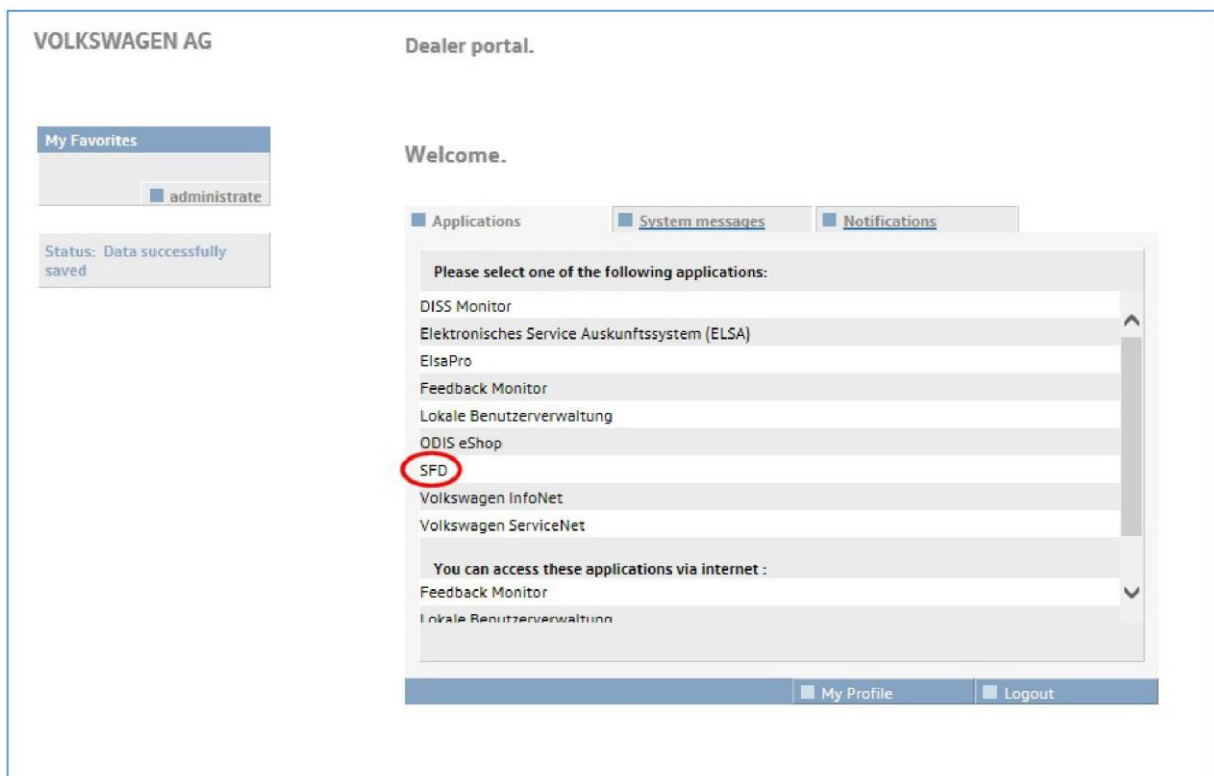 VOLKSWAGEN AG
Dealer portal.
My Favorites
administrate
Status: Data successfully
saved
Welcome.
Applications
System messages
Notifications
Please select one of the following applications:
DISS Monitor
Elektronisches Service Auskunftssystem (ELSA)
ElsaPro
Feedback Monitor
Lokale Benutzerverwaltung
ODIS eShop
SFD
Volkswagen InfoNet
Volkswagen ServiceNet
You can access these applications via internet :
Feedback Monitor
Lokale Benutzerverwaltung
My Profile
Logout